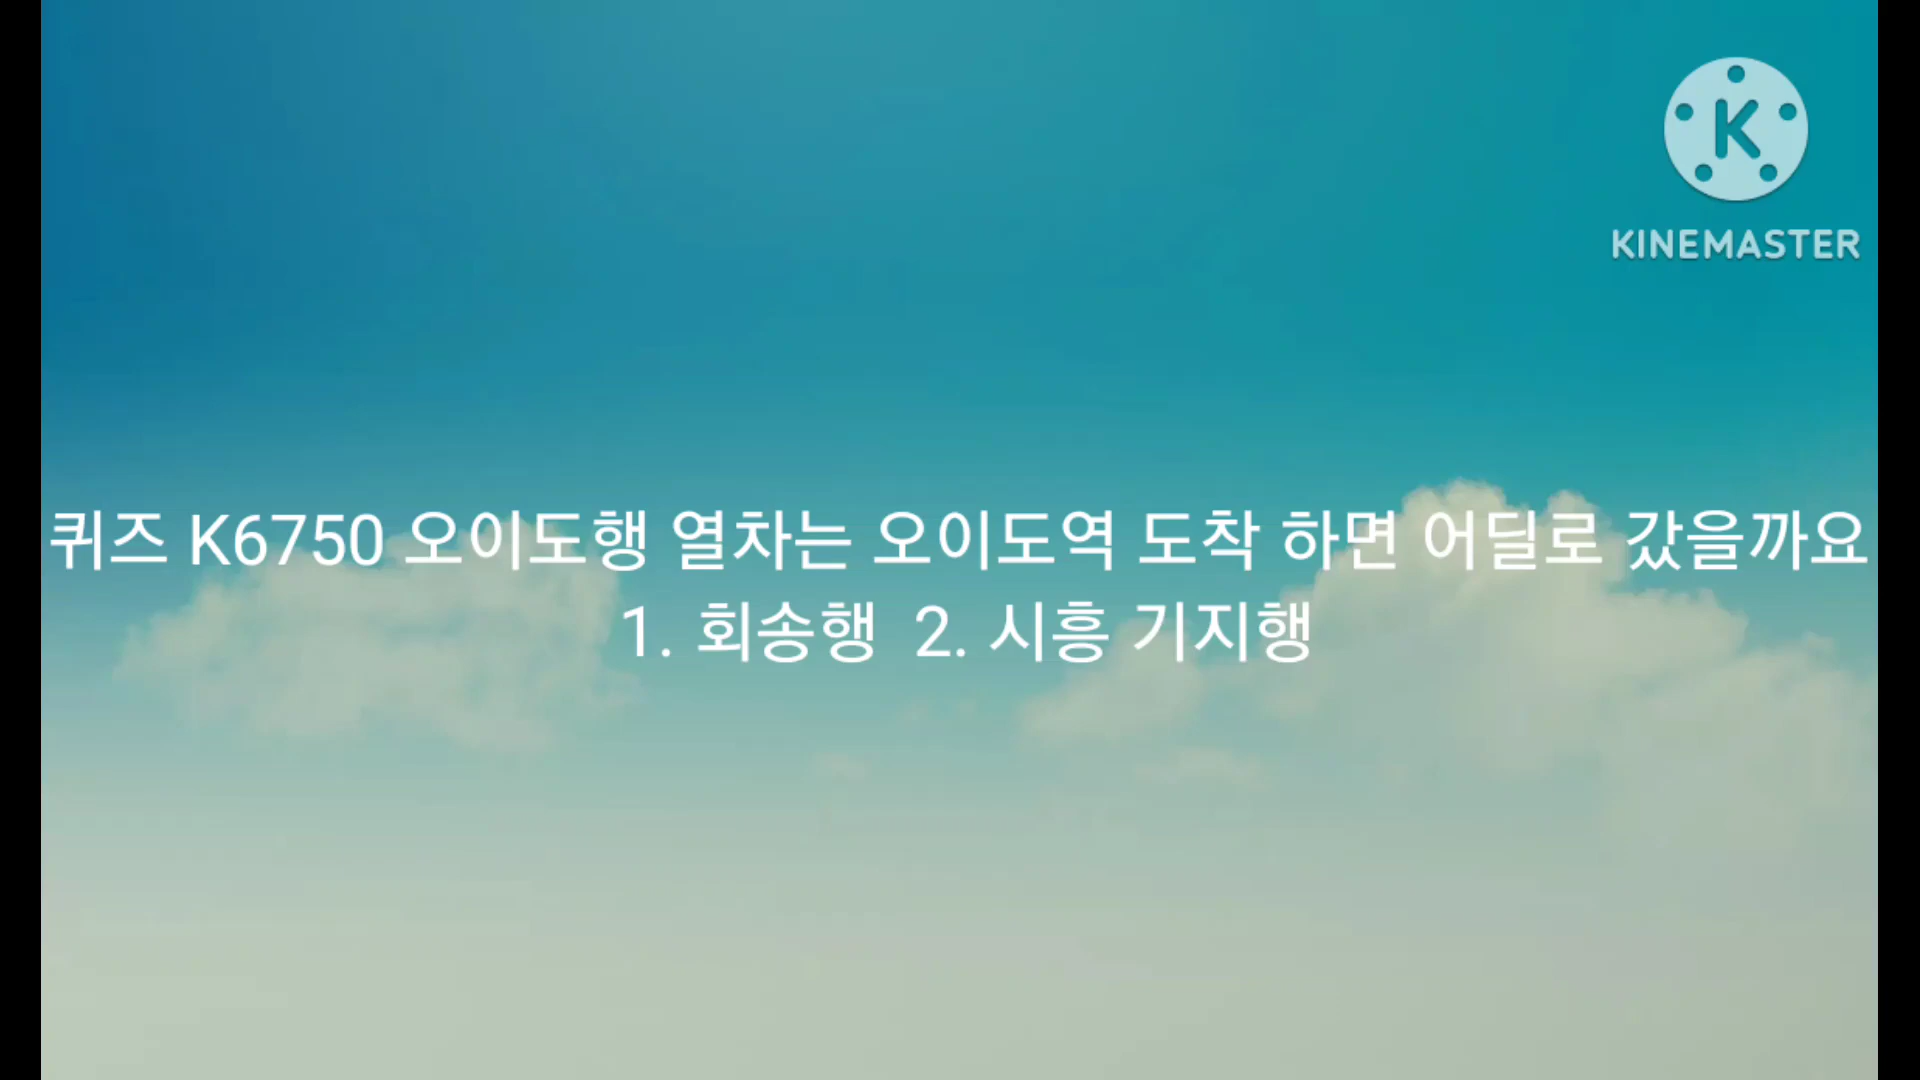 KINEMASTER
퀴즈 K6750 오이도행 열차는 오이도역 도착 하면 어딜로 갔을까요
1. 회송행 2. 시흥 기지행